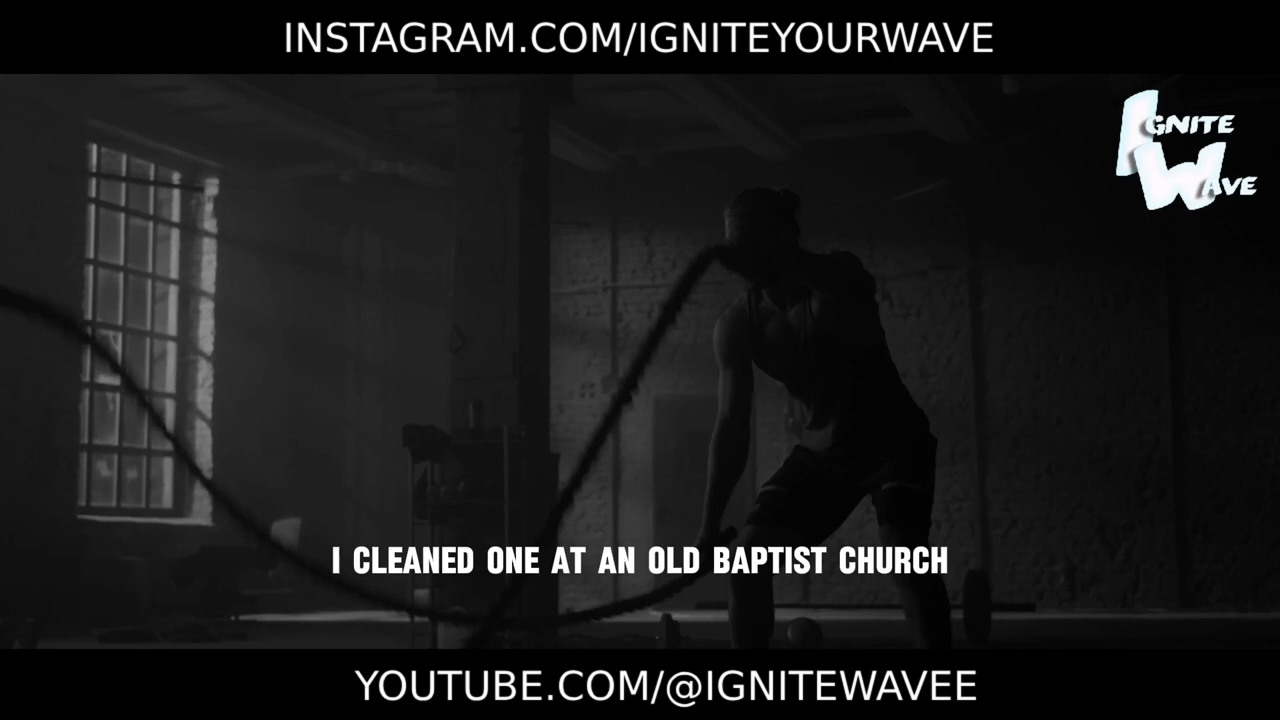 INSTAGRAM.COM/IGNITEYOURWAVE
IGNITE
WAVE
I CLEANED ONE AT AN OLD BAPTIST CHURCH
YOUTUBE.COM/@IGNITEWAVEE